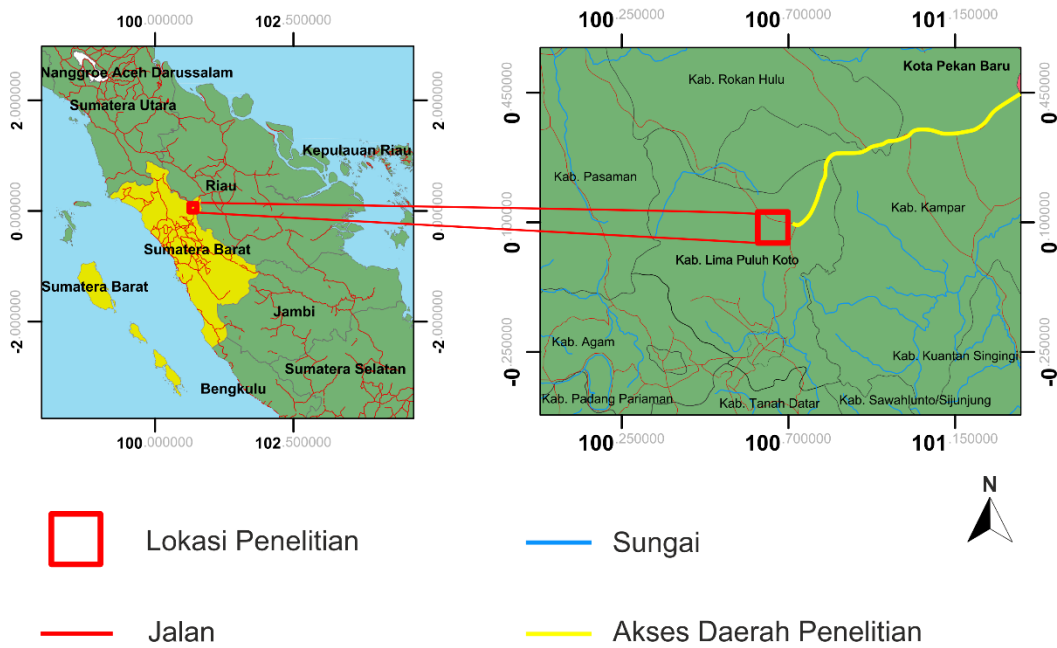 100.000000 102.500000
2.000000
0.000000
-2.000000
Nanggroe Aceh Darussalam
Sumatera Utara
Kepulauan Riau
Riau
Sumatera Barat
Sumatera Barat
Jambi
Sumatera Selatan
Bengkulu
2.000000
0.000000
-2.000000
100.000000 102.500000
100.250000 100.700000 101.150000
0.450000
0.100000
-0.250000
Kota Pekan Baru
Kab. Rokan Hulu
Kab. Pasaman
Kab. Kampar
Kab. Lima Puluh Koto
Kab. Agam
Kab. Kuantan Singingi
Kab. Padang Pariaman
Kab. Tanah Datar
Kab. Sawahlunto/Sijunjung
0.450000
0.100000
-0.250000
100.250000 100.700000 101.150000
N
Lokasi Penelitian
Sungai
Jalan
Akses Daerah Penelitian